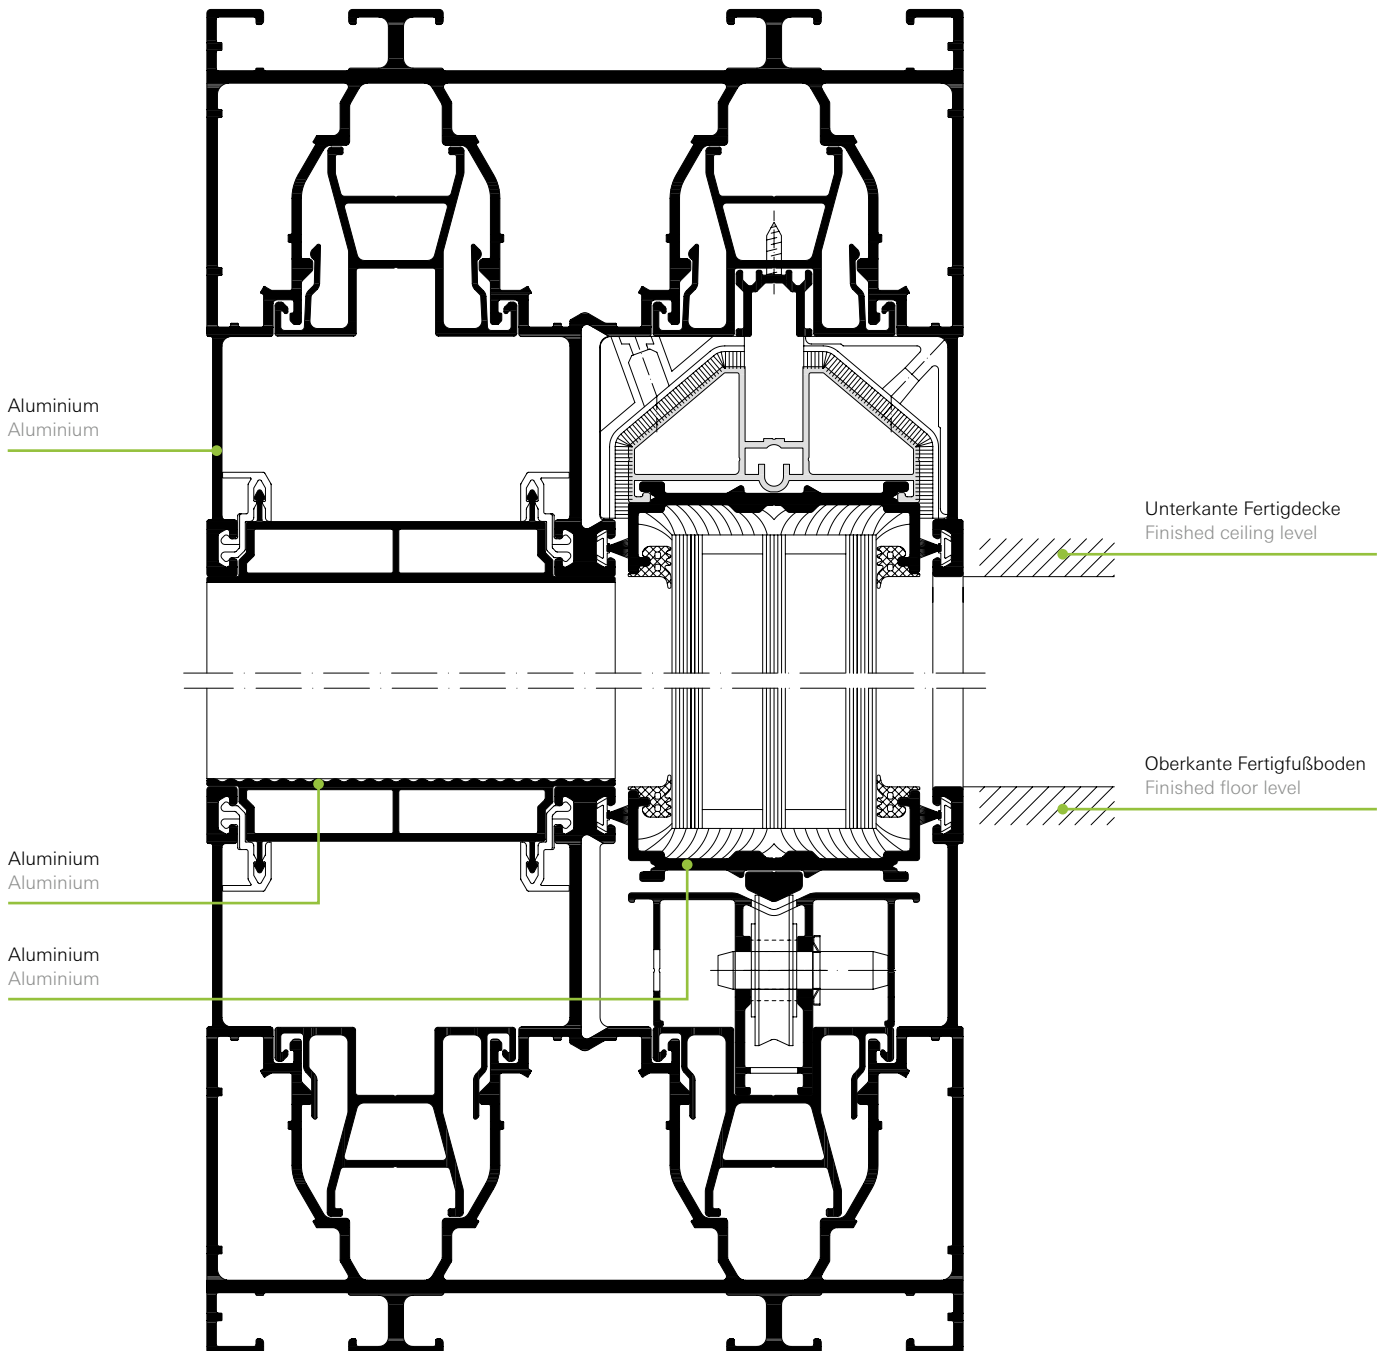 Aluminium
Aluminium
Unterkante Fertigdecke
Finished ceiling level
Oberkante Fertigfußboden
Finished floor level
Aluminium
Aluminium
Aluminium
Aluminium